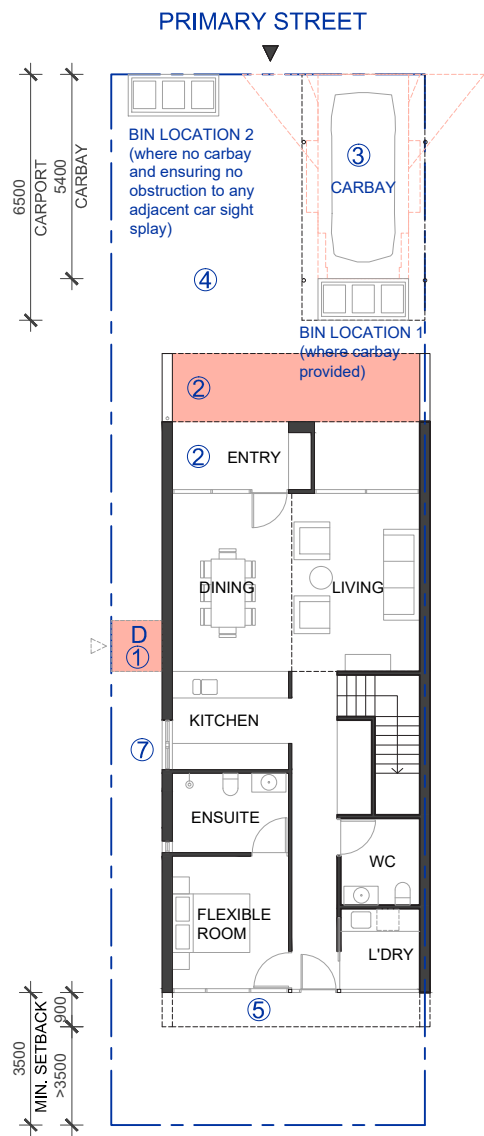 PRIMARY STREET
BIN LOCATION 2
(where no carbay
and ensuring no
obstruction to any
adjacent car sight
splay)
3
CARBAY
6500
CARPORT
5400
CARBAY
4
BIN LOCATION 1
(where carbay
provided)
2
2
ENTRY
DINING
LIVING
D
1
KITCHEN
7
ENSUITE
WC
FLEXIBLE
ROOM
L'DRY
5
3500
MIN. SETBACK
900
>3500